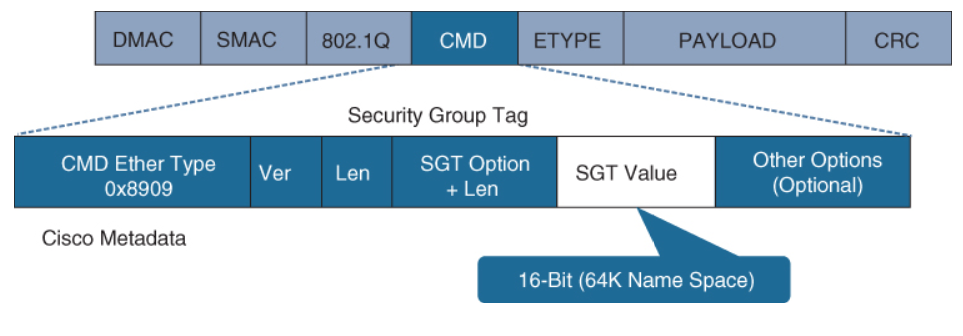 DMAC SMAC 802.1Q CMD ETYPE PAYLOAD CRC
Security Group Tag
CMD Ether Type
0x8909
Ver
Len
SGT Option
+ Len
SGT Value
Other Options
(Optional)
Cisco Metadata
16-Bit (64K Name Space)